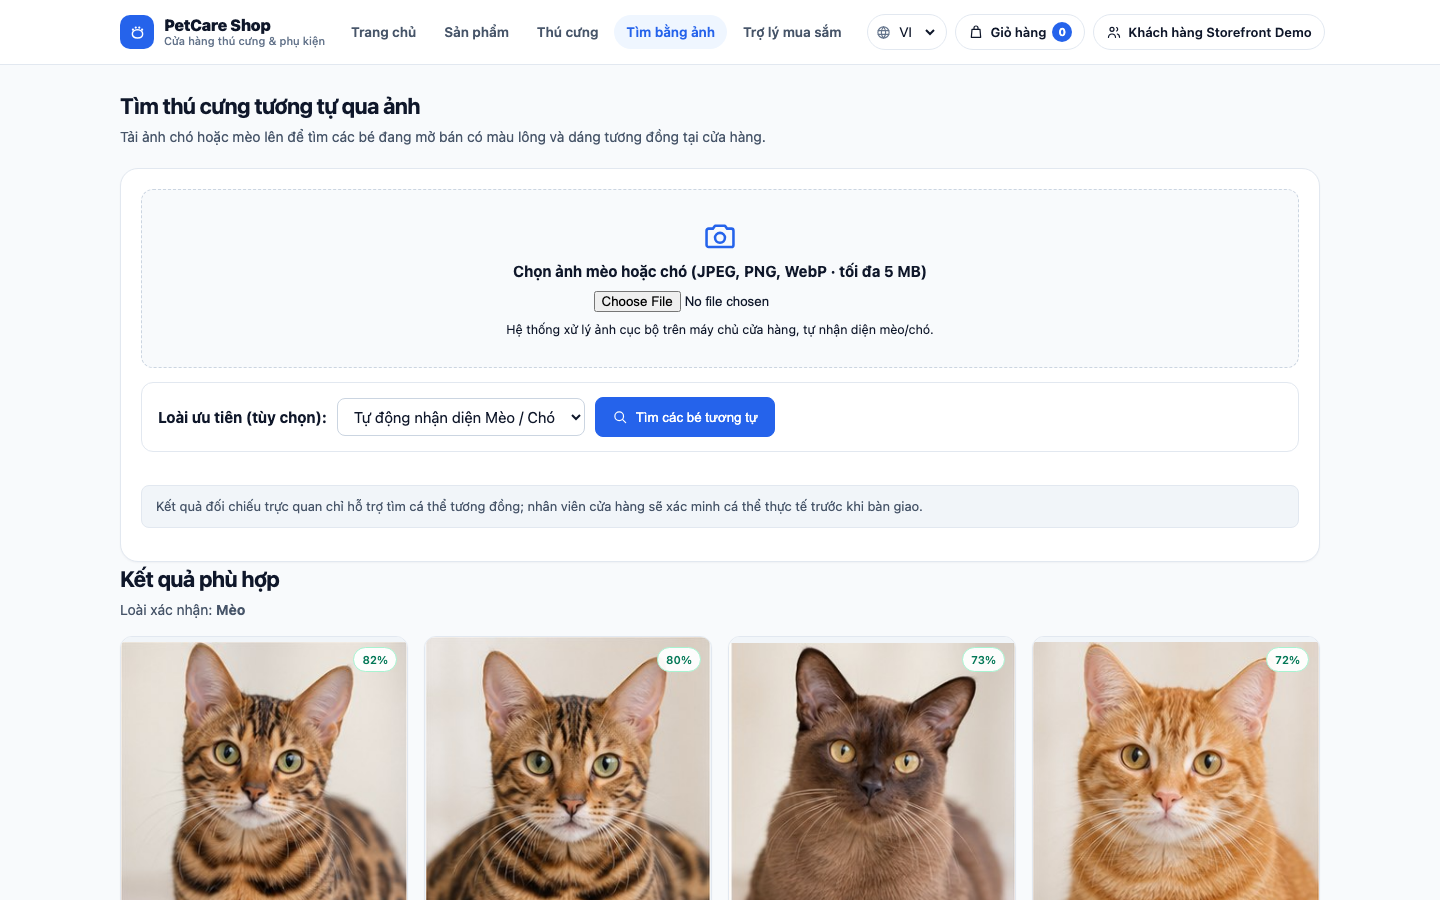 PetCare Shop
Cửa hàng thú cưng & phụ kiện
Trang chủ
Sản phẩm
Thú cưng
Tìm bằng ảnh
Trợ lý mua sắm
VI
Giỏ hàng 0
Khách hàng Storefront Demo
Tìm thú cưng tương tự qua ảnh
Tải ảnh chó hoặc mèo lên để tìm các bé đang mở bán có màu lông và dáng tương đồng tại cửa hàng.
Chọn ảnh mèo hoặc chó (JPEG, PNG, WebP · tối đa 5 MB)
Choose File No file chosen
Hệ thống xử lý ảnh cục bộ trên máy chủ cửa hàng, tự nhận diện mèo/chó.
Loài ưu tiên (tùy chọn): Tự động nhận diện Mèo / Chó Tìm các bé tương tự
Kết quả đối chiếu trực quan chỉ hỗ trợ tìm cá thể tương đồng; nhân viên cửa hàng sẽ xác minh cá thể thực tế trước khi bàn giao.
Kết quả phù hợp
Loài xác nhận: Mèo
82%
80%
73%
72%